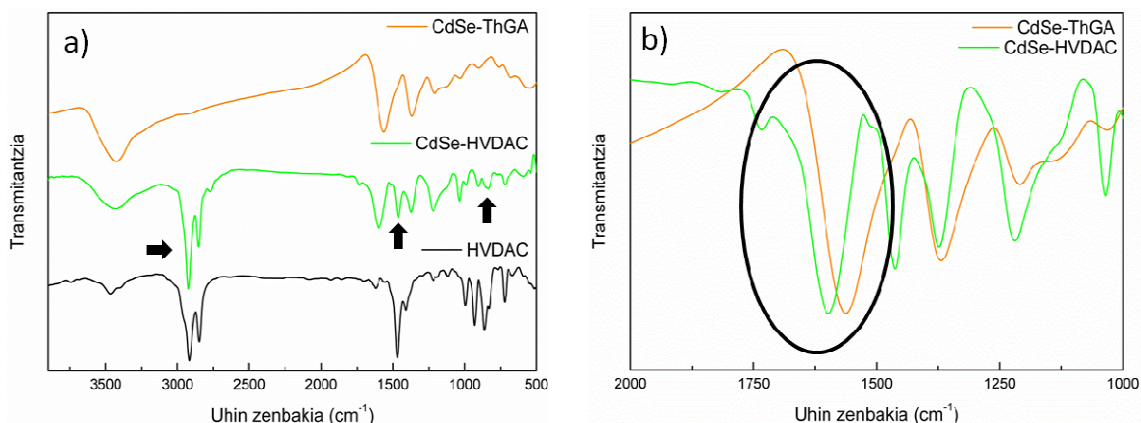 a)
CdSe-ThGA
CdSe-HVDAC
HVDAC
Transmitantzia
3500 3000 2500 2000 1500 1000 500
Uhin zenbakia (cm⁻¹)
b)
CdSe-ThGA
CdSe-HVDAC
Transmitantzia
2000 1750 1500 1250 1000
Uhin zenbakia (cm⁻¹)